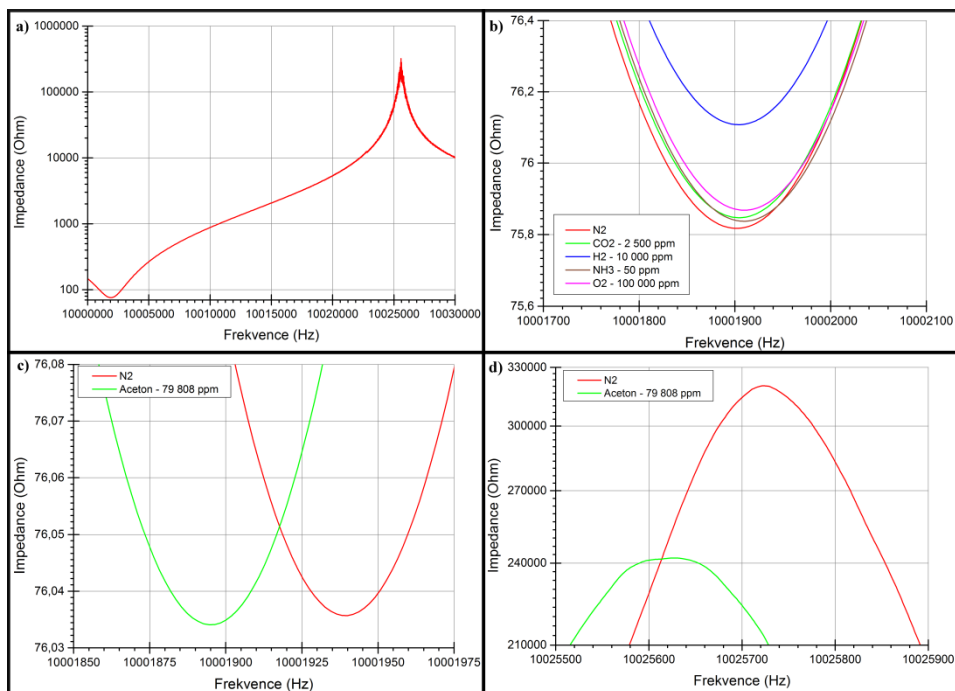 a)
1000000
100000
10000
1000
100
Impedance (Ohm)
10000000 10005000 10010000 10015000 10020000 10025000 10030000
Frekvence (Hz)
b)
76,4
76,2
76
75,8
75,6
Impedance (Ohm)
N2
CO2 - 2 500 ppm
H2 - 10 000 ppm
NH3 - 50 ppm
O2 - 100 000 ppm
10001700 10001800 10001900 10002000 10002100
Frekvence (Hz)
c)
76,08
76,07
76,06
76,05
76,04
76,03
Impedance (Ohm)
N2
Aceton - 79 808 ppm
10001850 10001875 10001900 10001925 10001950 10001975
Frekvence (Hz)
d)
330000
300000
270000
240000
210000
Impedance (Ohm)
N2
Aceton - 79 808 ppm
10025500 10025600 10025700 10025800 10025900
Frekvence (Hz)